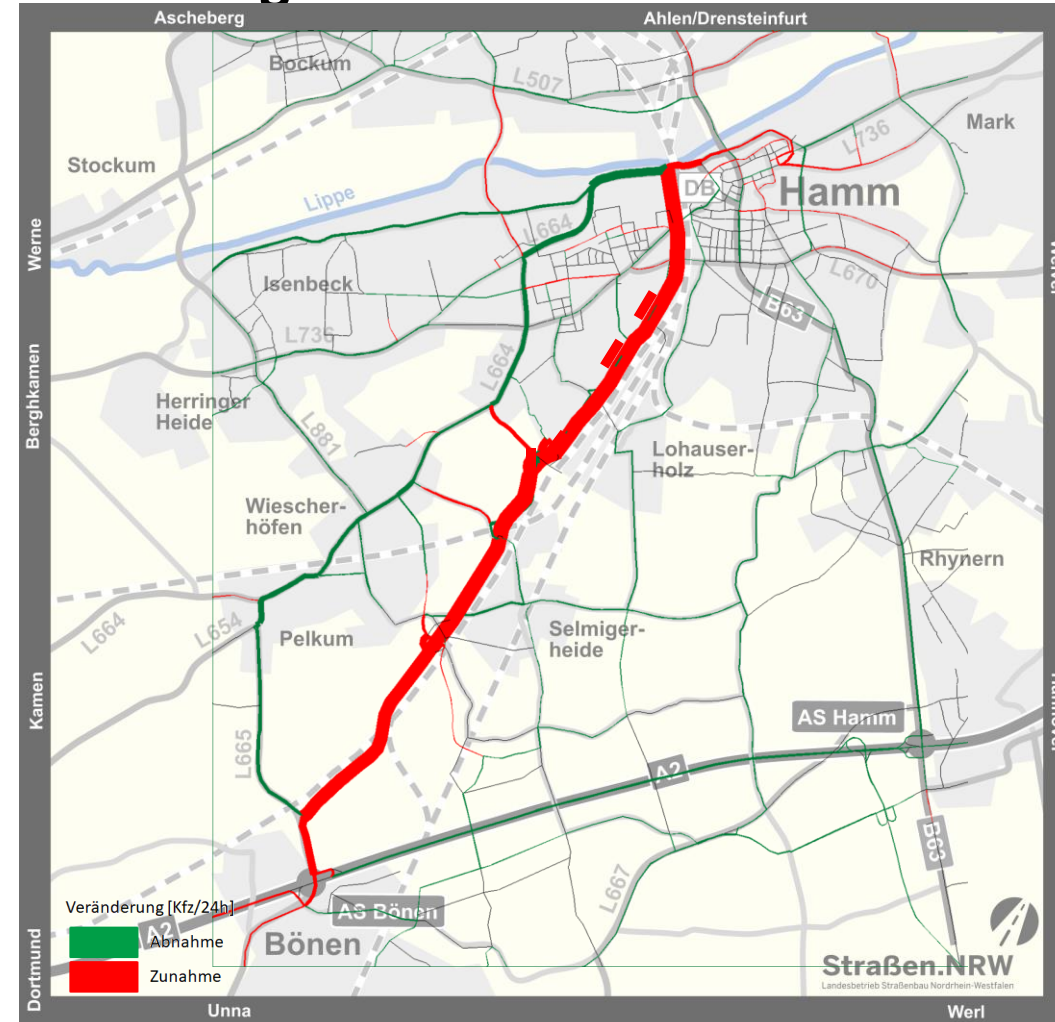 Ascheberg
Ahlen/Drensteinfurt
Bockum
L507
Mark
L736
Stockum
DB
Hamm
Lippe
Werne
L664
Isenbeck
L670
B63
L736
L664
Berghkamen
Herringer
Heide
L881
Lohauser-
holz
Wiescher-
höfen
Rhynern
L664
L654
Pelkum
Selmiger-
heide
Kamen
AS Hamm
L665
A2
B63
L667
Veränderung [Kfz/24h]
AS Bönen
A2
Abnahme
Bönen
Zunahme
Dortmund
Straßen.NRW
Landesbetrieb Straßenbau Nordrhein-Westfalen
Unna
Werl